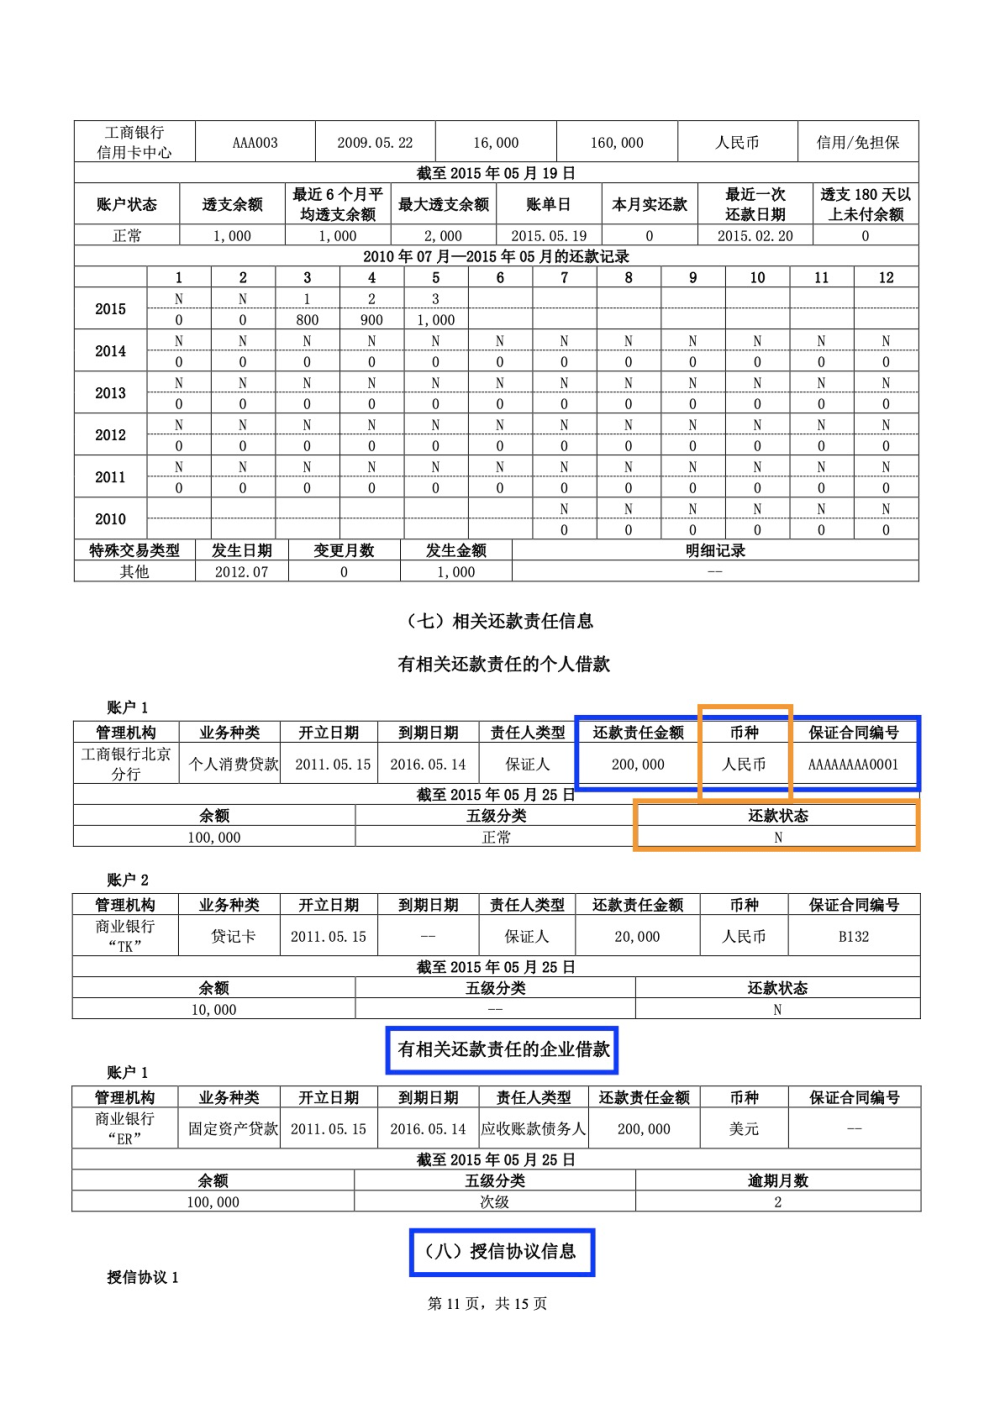 工商银行
信用卡中心 AAA003 2009.05.22 16,000 160,000 人民币 信用/免担保
截至 2015 年 05 月 19 日
账户状态 透支余额 最近 6 个月平均透支余额 最大透支余额 账单日 本月实还款 最近一次还款日期 透支 180 天以上未付余额
正常 1,000 1,000 2,000 2015.05.19 0 2015.02.20 0
2010 年 07 月—2015 年 05 月的还款记录
1 2 3 4 5 6 7 8 9 10 11 12
2015 N N 1 2 3
0 0 800 900 1,000
2014 N N N N N N N N N N N N
0 0 0 0 0 0 0 0 0 0 0 0
2013 N N N N N N N N N N N N
0 0 0 0 0 0 0 0 0 0 0 0
2012 N N N N N N N N N N N N
0 0 0 0 0 0 0 0 0 0 0 0
2011 N N N N N N N N N N N N
0 0 0 0 0 0 0 0 0 0 0 0
2010 N N N N N N
0 0 0 0 0 0
特殊交易类型 发生日期 变更月数 发生金额 明细记录
其他 2012.07 0 1,000 --
（七）相关还款责任信息
有相关还款责任的个人借款
账户 1
管理机构 业务种类 开立日期 到期日期 责任人类型 还款责任金额 币种 保证合同编号
工商银行北京分行 个人消费贷款 2011.05.15 2016.05.14 保证人 200,000 人民币 AAAAAAAA0001
截至 2015 年 05 月 25 日
余额 五级分类 还款状态
100,000 正常 N
账户 2
管理机构 业务种类 开立日期 到期日期 责任人类型 还款责任金额 币种 保证合同编号
商业银行“TK” 贷记卡 2011.05.15 -- 保证人 20,000 人民币 B132
截至 2015 年 05 月 25 日
余额 五级分类 还款状态
10,000 -- N
有相关还款责任的企业借款
账户 1
管理机构 业务种类 开立日期 到期日期 责任人类型 还款责任金额 币种 保证合同编号
商业银行“ER” 固定资产贷款 2011.05.15 2016.05.14 应收账款债务人 200,000 美元 --
截至 2015 年 05 月 25 日
余额 五级分类 逾期月数
100,000 次级 2
（八）授信协议信息
授信协议 1
第 11 页，共 15 页